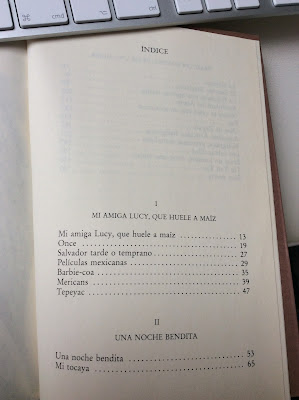 ÍNDICE
I
MI AMIGA LUCY, QUE HUELE A MAÍZ
Mi amiga Lucy, que huele a maíz ................ 13
Once ................ 19
Salvador tarde o temprano ................ 27
Películas mexicanas ................ 29
Barbie-coa ................ 35
Mericans ................ 39
Tepeyac ................ 47
II
UNA NOCHE BENDITA
Una noche bendita ................ 53
Mi tocaya ................ 65